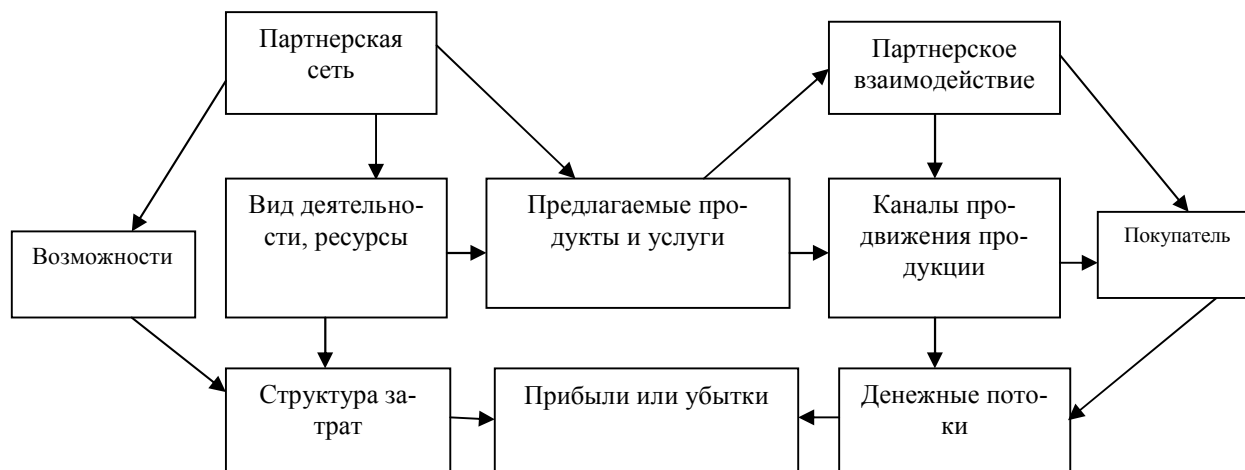 Партнерская
сеть
Партнерское
взаимодействие
Возможности
Вид деятельно-
сти, ресурсы
Предлагаемые про-
дукты и услуги
Каналы про-
движения про-
дукции
Покупатель
Структура за-
трат
Прибыли или убытки
Денежные пото-
ки